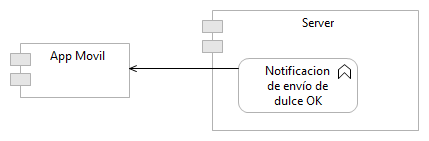 Server
App Movil
Notificacion
de envío de
dulce OK